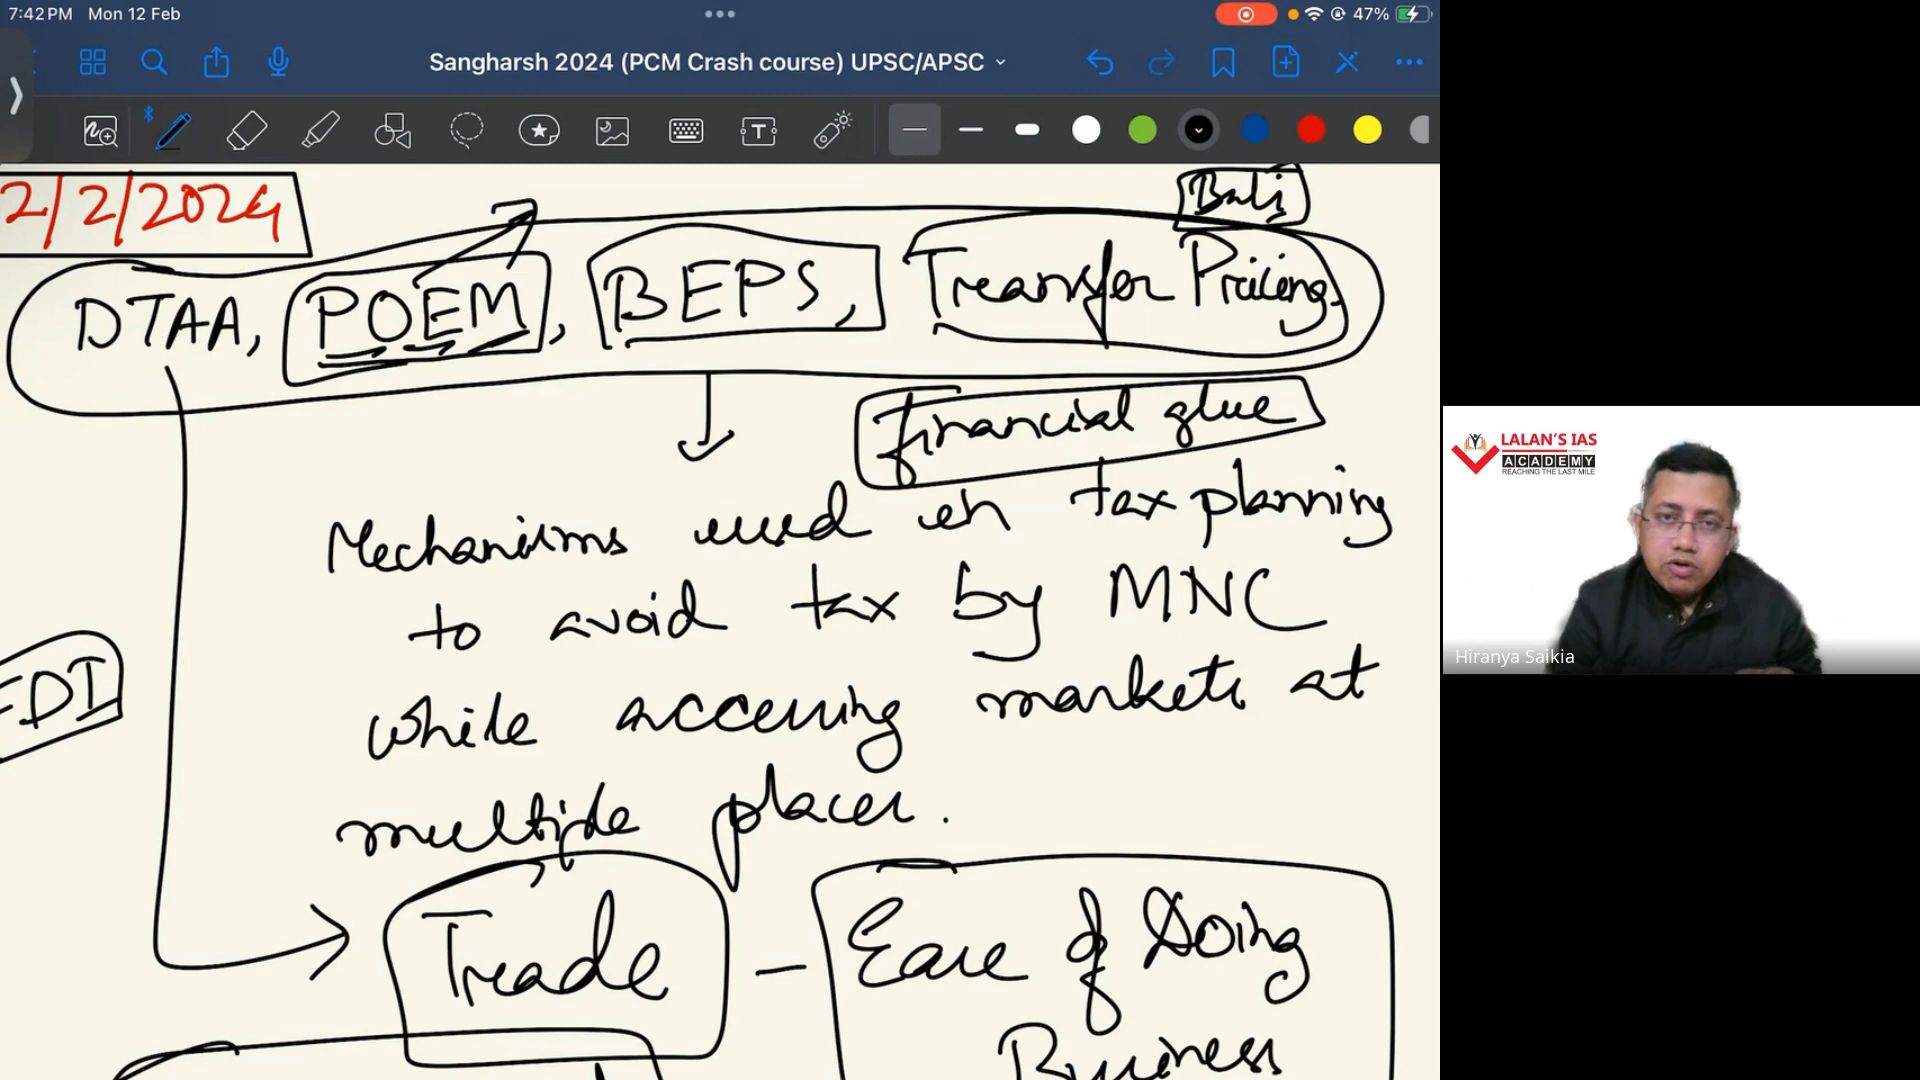 7:42 PM Mon 12 Feb
47%
Sangharsh 2024 (PCM Crash course) UPSC/APSC
T
2/2/2024
Bali
DTAA, POEM, BEPS, Transfer Pricing
financial glue
Mechanisms used in tax planning
to avoid tax by MNC
FDI
while accessing markets at
multiple places.
Trade - Ease of Doing
Business
LALAN'S IAS
ACADEMY
REACHING THE LAST MILE
Hiranya Saikia